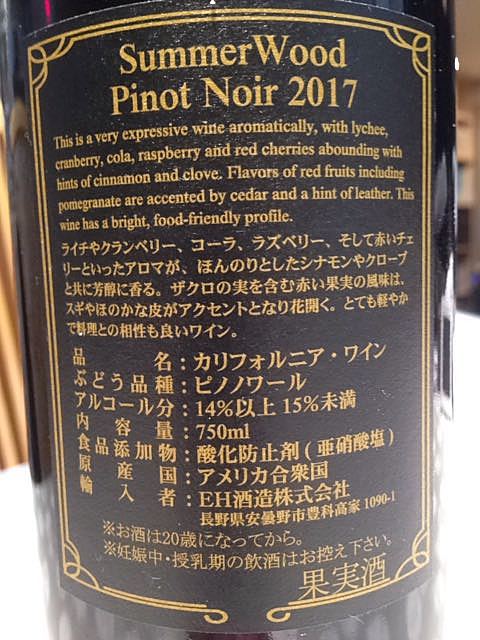 SummerWood
Pinot Noir 2017
This is a very expressive wine aromatically, with lychee,
cranberry, cola, raspberry and red cherries abounding with
hints of cinnamon and clove. Flavors of red fruits including
pomegranate are accented by cedar and a hint of leather. This
wine has a bright, food-friendly profile.
ライチやクランベリー、コーラ、ラズベリー、そして赤いチェ
リーといったアロマが、ほんのりとしたシナモンやクローブ
と共に芳醇に香る。ザクロの実を含む赤い果実の風味は、
スギやほのかな皮がアクセントとなり花開く。とても軽やか
で料理との相性も良いワイン。
品名：カリフォルニア・ワイン
ぶどう品種：ピノノワール
アルコール分：14%以上15%未満
内容量：750ml
食品添加物：酸化防止剤(亜硝酸塩)
原産国：アメリカ合衆国
輸入者：EH酒造株式会社
長野県安曇野市豊科高家1090-1
※お酒は20歳になってから。
※妊娠中・授乳期の飲酒はお控え下さい。
果実酒